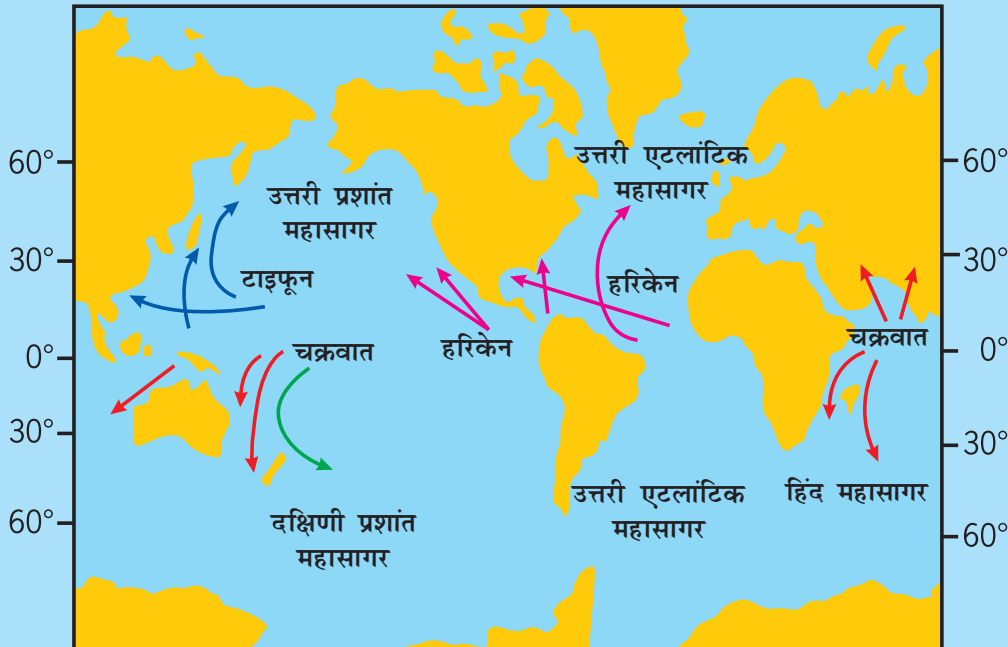 उत्तरी एटलांटिक
महासागर
60°
60°
उत्तरी प्रशांत
महासागर
30°
30°
टाइफून
हरिकेन
हरिकेन
चक्रवात
चक्रवात
0°
0°
30°
30°
उत्तरी एटलांटिक
महासागर
हिंद महासागर
60°
60°
दक्षिणी प्रशांत
महासागर